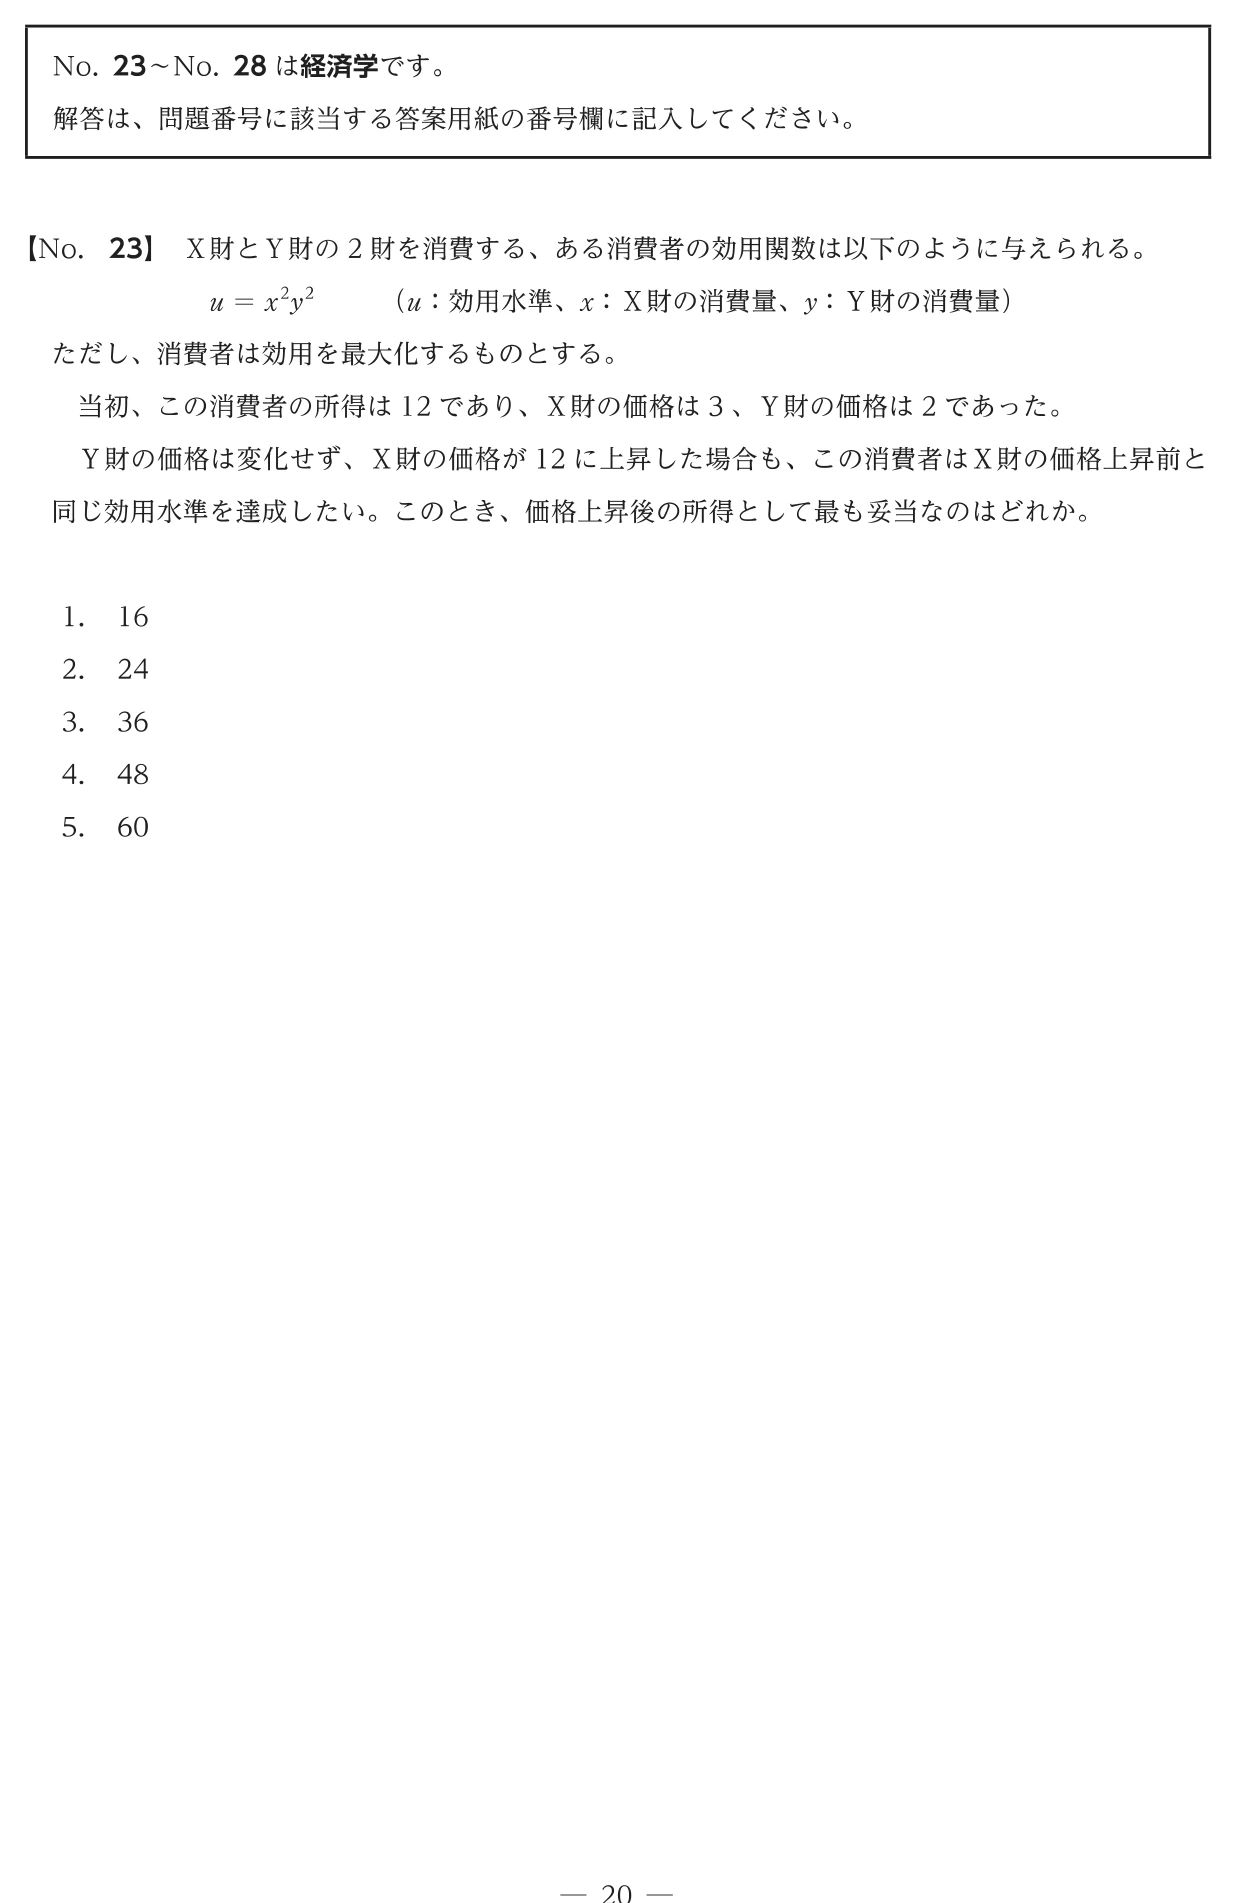 No. 23～No. 28 は経済学です。
解答は、問題番号に該当する答案用紙の番号欄に記入してください。
【No. 23】 X財とY財の2財を消費する、ある消費者の効用関数は以下のように与えられる。
u = x²y² （u：効用水準、x：X財の消費量、y：Y財の消費量）
ただし、消費者は効用を最大化するものとする。
当初、この消費者の所得は 12 であり、X財の価格は 3 、Y財の価格は 2 であった。
Y財の価格は変化せず、X財の価格が 12 に上昇した場合も、この消費者はX財の価格上昇前と
同じ効用水準を達成したい。このとき、価格上昇後の所得として最も妥当なのはどれか。
1. 16
2. 24
3. 36
4. 48
5. 60
— 20 —